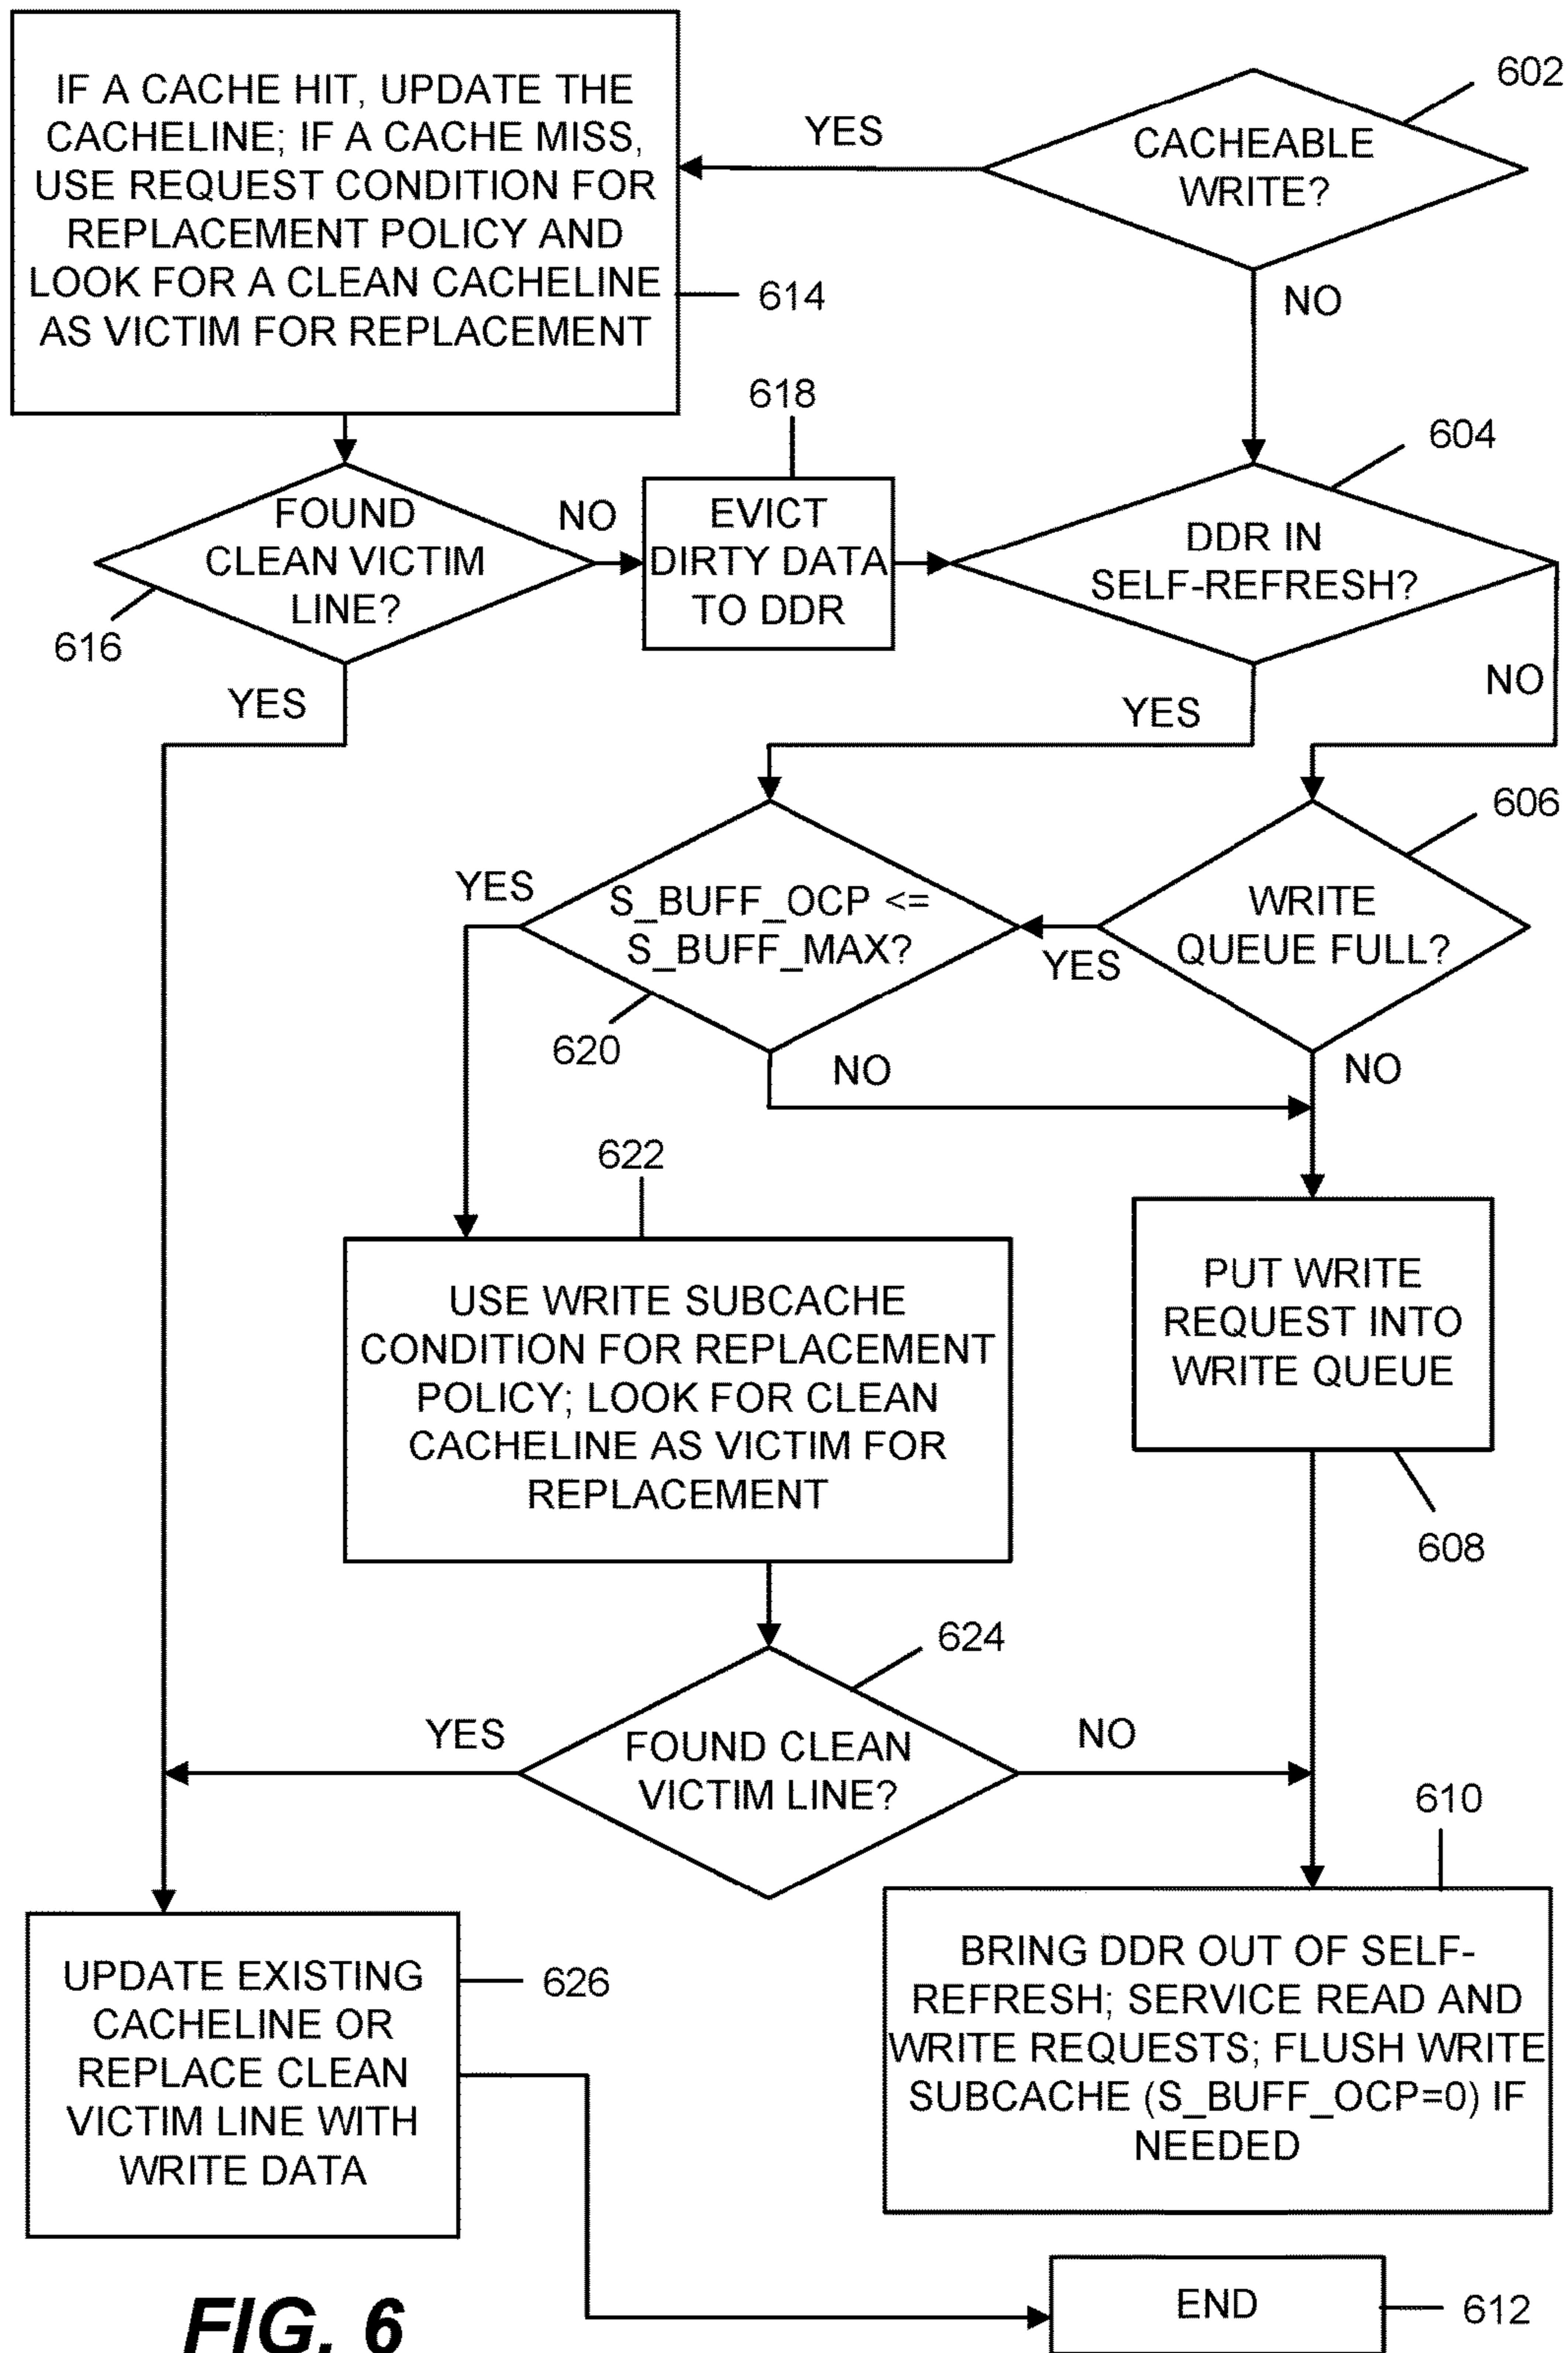 IF A CACHE HIT, UPDATE THE
CACHELINE; IF A CACHE MISS,
USE REQUEST CONDITION FOR
REPLACEMENT POLICY AND
LOOK FOR A CLEAN CACHELINE
AS VICTIM FOR REPLACEMENT
614
YES
CACHEABLE
WRITE?
602
NO
FOUND
CLEAN VICTIM
LINE?
616
NO
YES
618
EVICT
DIRTY DATA
TO DDR
604
DDR IN
SELF-REFRESH?
YES
NO
606
WRITE
QUEUE FULL?
YES
NO
S_BUFF_OCP <=
S_BUFF_MAX?
620
YES
NO
622
USE WRITE SUBCACHE
CONDITION FOR REPLACEMENT
POLICY; LOOK FOR CLEAN
CACHELINE AS VICTIM FOR
REPLACEMENT
PUT WRITE
REQUEST INTO
WRITE QUEUE
608
624
FOUND CLEAN
VICTIM LINE?
YES
NO
610
BRING DDR OUT OF SELF-
REFRESH; SERVICE READ AND
WRITE REQUESTS; FLUSH WRITE
SUBCACHE (S_BUFF_OCP=0) IF
NEEDED
UPDATE EXISTING
CACHELINE OR
REPLACE CLEAN
VICTIM LINE WITH
WRITE DATA
626
END
612
FIG. 6